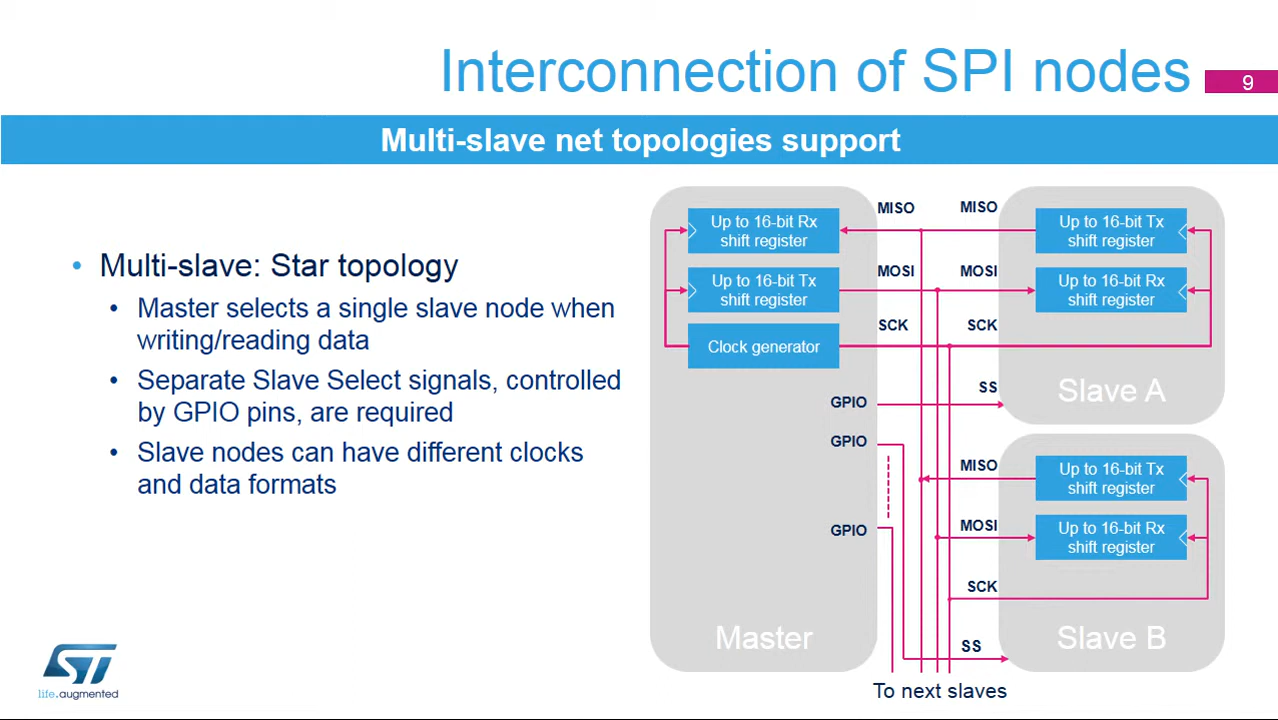 Interconnection of SPI nodes
9
Multi-slave net topologies support
• Multi-slave: Star topology
• Master selects a single slave node when
writing/reading data
• Separate Slave Select signals, controlled
by GPIO pins, are required
• Slave nodes can have different clocks
and data formats
Up to 16-bit Rx
shift register
Up to 16-bit Tx
shift register
Clock generator
GPIO
GPIO
GPIO
Master
MISO
MOSI
SCK
MISO
MOSI
SCK
SS
Up to 16-bit Tx
shift register
Up to 16-bit Rx
shift register
Slave A
MISO
MOSI
SCK
SS
Up to 16-bit Tx
shift register
Up to 16-bit Rx
shift register
Slave B
To next slaves
ST
life.augmented